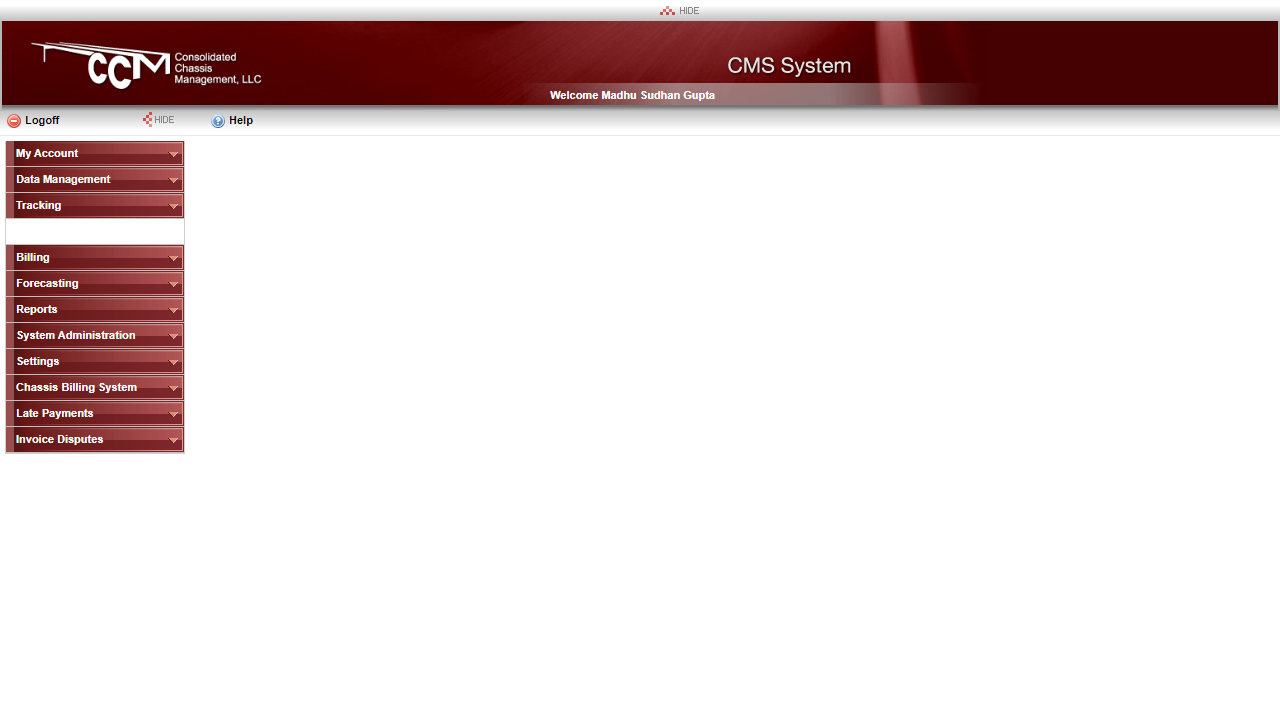 HIDE
CCM
Consolidated
Chassis
Management, LLC
CMS System
Welcome Madhu Sudhan Gupta
Logoff
HIDE
Help
My Account
Data Management
Tracking
Billing
Forecasting
Reports
System Administration
Settings
Chassis Billing System
Late Payments
Invoice Disputes